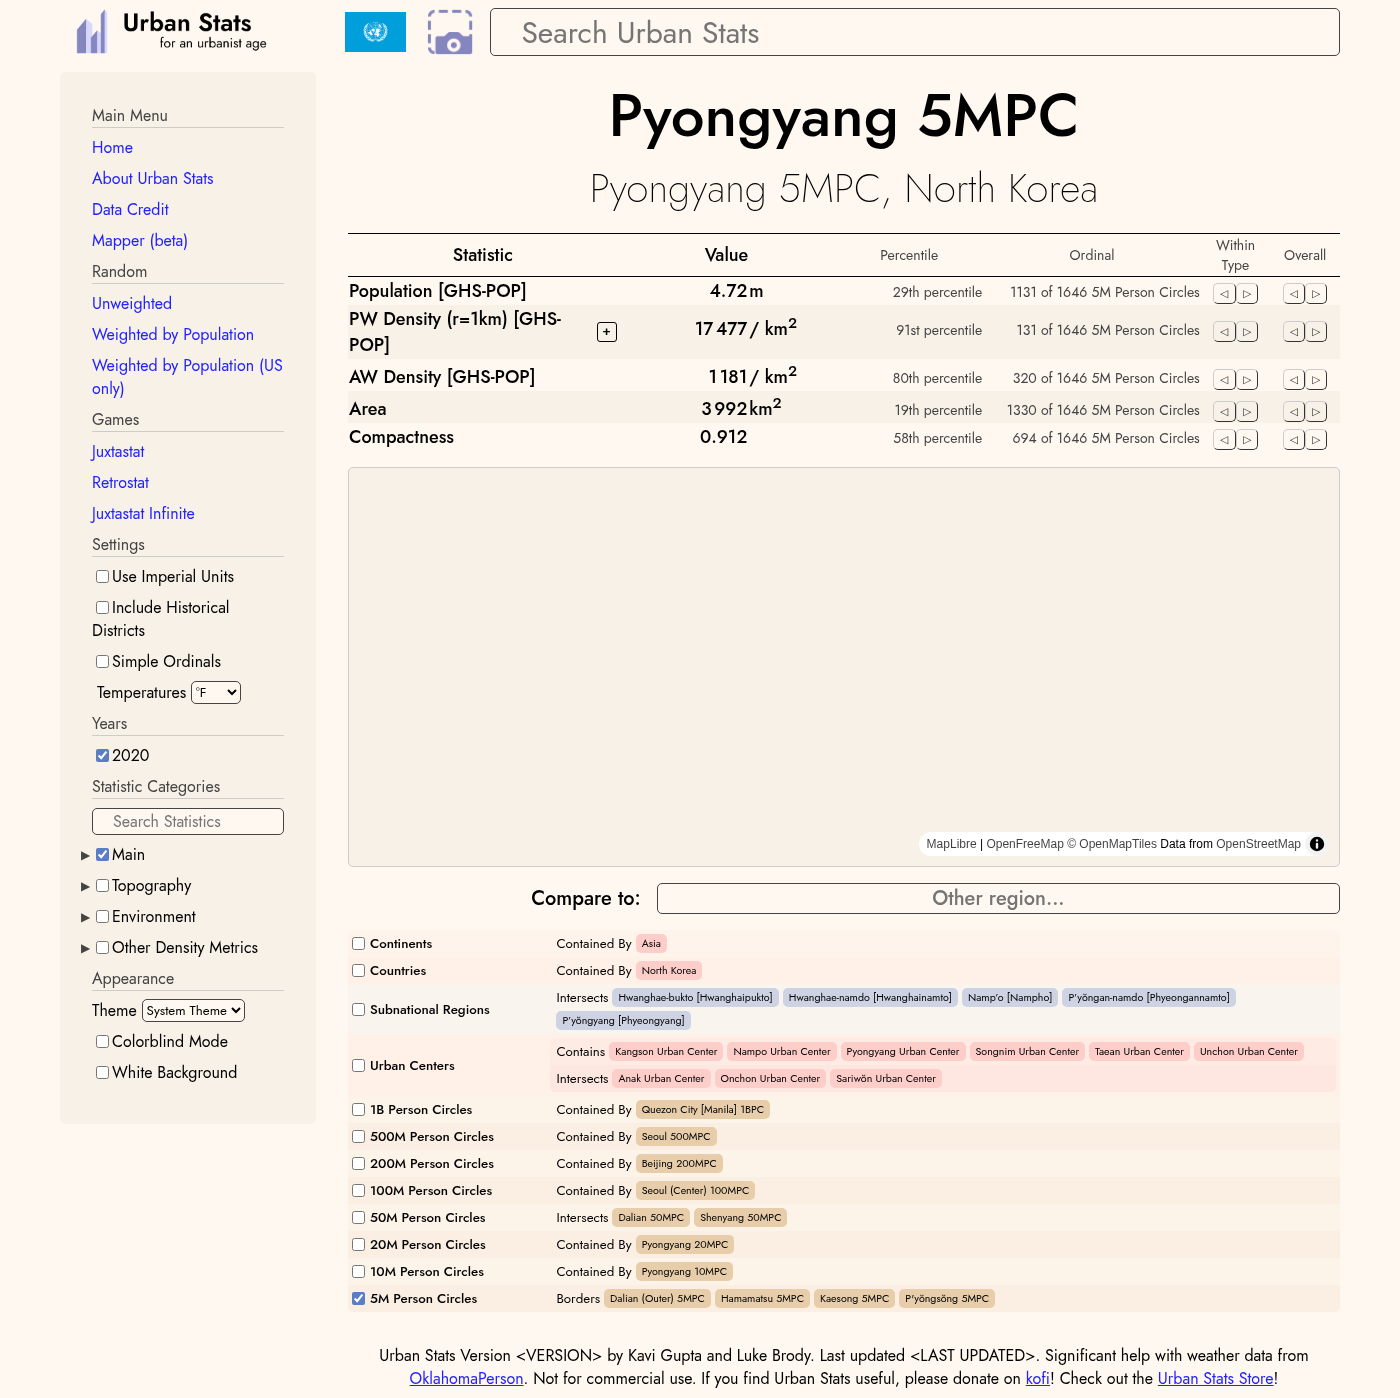 Urban Stats
for an urbanist age
Search Urban Stats
Main Menu
Home
About Urban Stats
Data Credit
Mapper (beta)
Random
Unweighted
Weighted by Population
Weighted by Population (US
only)
Games
Juxtastat
Retrostat
Juxtastat Infinite
Settings
Use Imperial Units
Include Historical
Districts
Simple Ordinals
Temperatures °F
Years
2020
Statistic Categories
Search Statistics
Main
Topography
Environment
Other Density Metrics
Appearance
Theme System Theme
Colorblind Mode
White Background
Pyongyang 5MPC
Pyongyang 5MPC, North Korea
Statistic Value Percentile Ordinal Within Type Overall
Population [GHS-POP] 4.72 m 29th percentile 1131 of 1646 5M Person Circles
PW Density (r=1km) [GHS-POP] + 17 477 / km² 91st percentile 131 of 1646 5M Person Circles
AW Density [GHS-POP] 1 181 / km² 80th percentile 320 of 1646 5M Person Circles
Area 3 992 km² 19th percentile 1330 of 1646 5M Person Circles
Compactness 0.912 58th percentile 694 of 1646 5M Person Circles
MapLibre | OpenFreeMap © OpenMapTiles Data from OpenStreetMap
Compare to: Other region...
Continents Contained By Asia
Countries Contained By North Korea
Subnational Regions Intersects Hwanghae-bukto [Hwanghaipukto] Hwanghae-namdo [Hwanghainamto] Namp'o [Nampho] P'yŏngan-namdo [Phyeongannamto]
P'yŏngyang [Phyeongyang]
Urban Centers Contains Kangson Urban Center Nampo Urban Center Pyongyang Urban Center Songnim Urban Center Taean Urban Center Unchon Urban Center
Intersects Anak Urban Center Onchon Urban Center Sariwŏn Urban Center
1B Person Circles Contained By Quezon City [Manila] 1BPC
500M Person Circles Contained By Seoul 500MPC
200M Person Circles Contained By Beijing 200MPC
100M Person Circles Contained By Seoul (Center) 100MPC
50M Person Circles Intersects Dalian 50MPC Shenyang 50MPC
20M Person Circles Contained By Pyongyang 20MPC
10M Person Circles Contained By Pyongyang 10MPC
5M Person Circles Borders Dalian (Outer) 5MPC Hamamatsu 5MPC Kaesong 5MPC P'yŏngsŏng 5MPC
Urban Stats Version <VERSION> by Kavi Gupta and Luke Brody. Last updated <LAST UPDATED>. Significant help with weather data from
OklahomaPerson. Not for commercial use. If you find Urban Stats useful, please donate on kofi! Check out the Urban Stats Store!